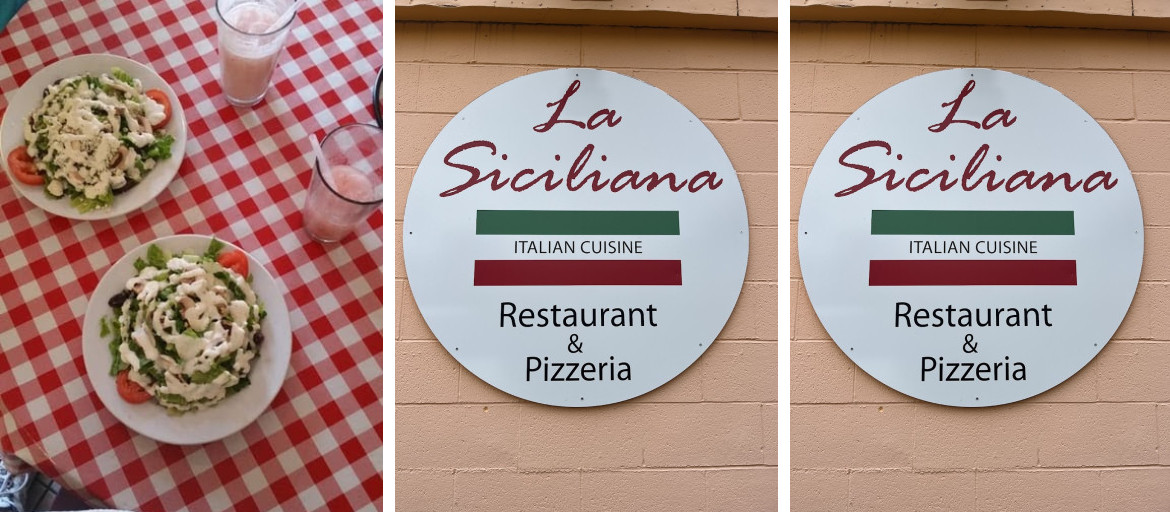 La
Siciliana
ITALIAN CUISINE
Restaurant
&
Pizzeria
La
Siciliana
ITALIAN CUISINE
Restaurant
&
Pizzeria